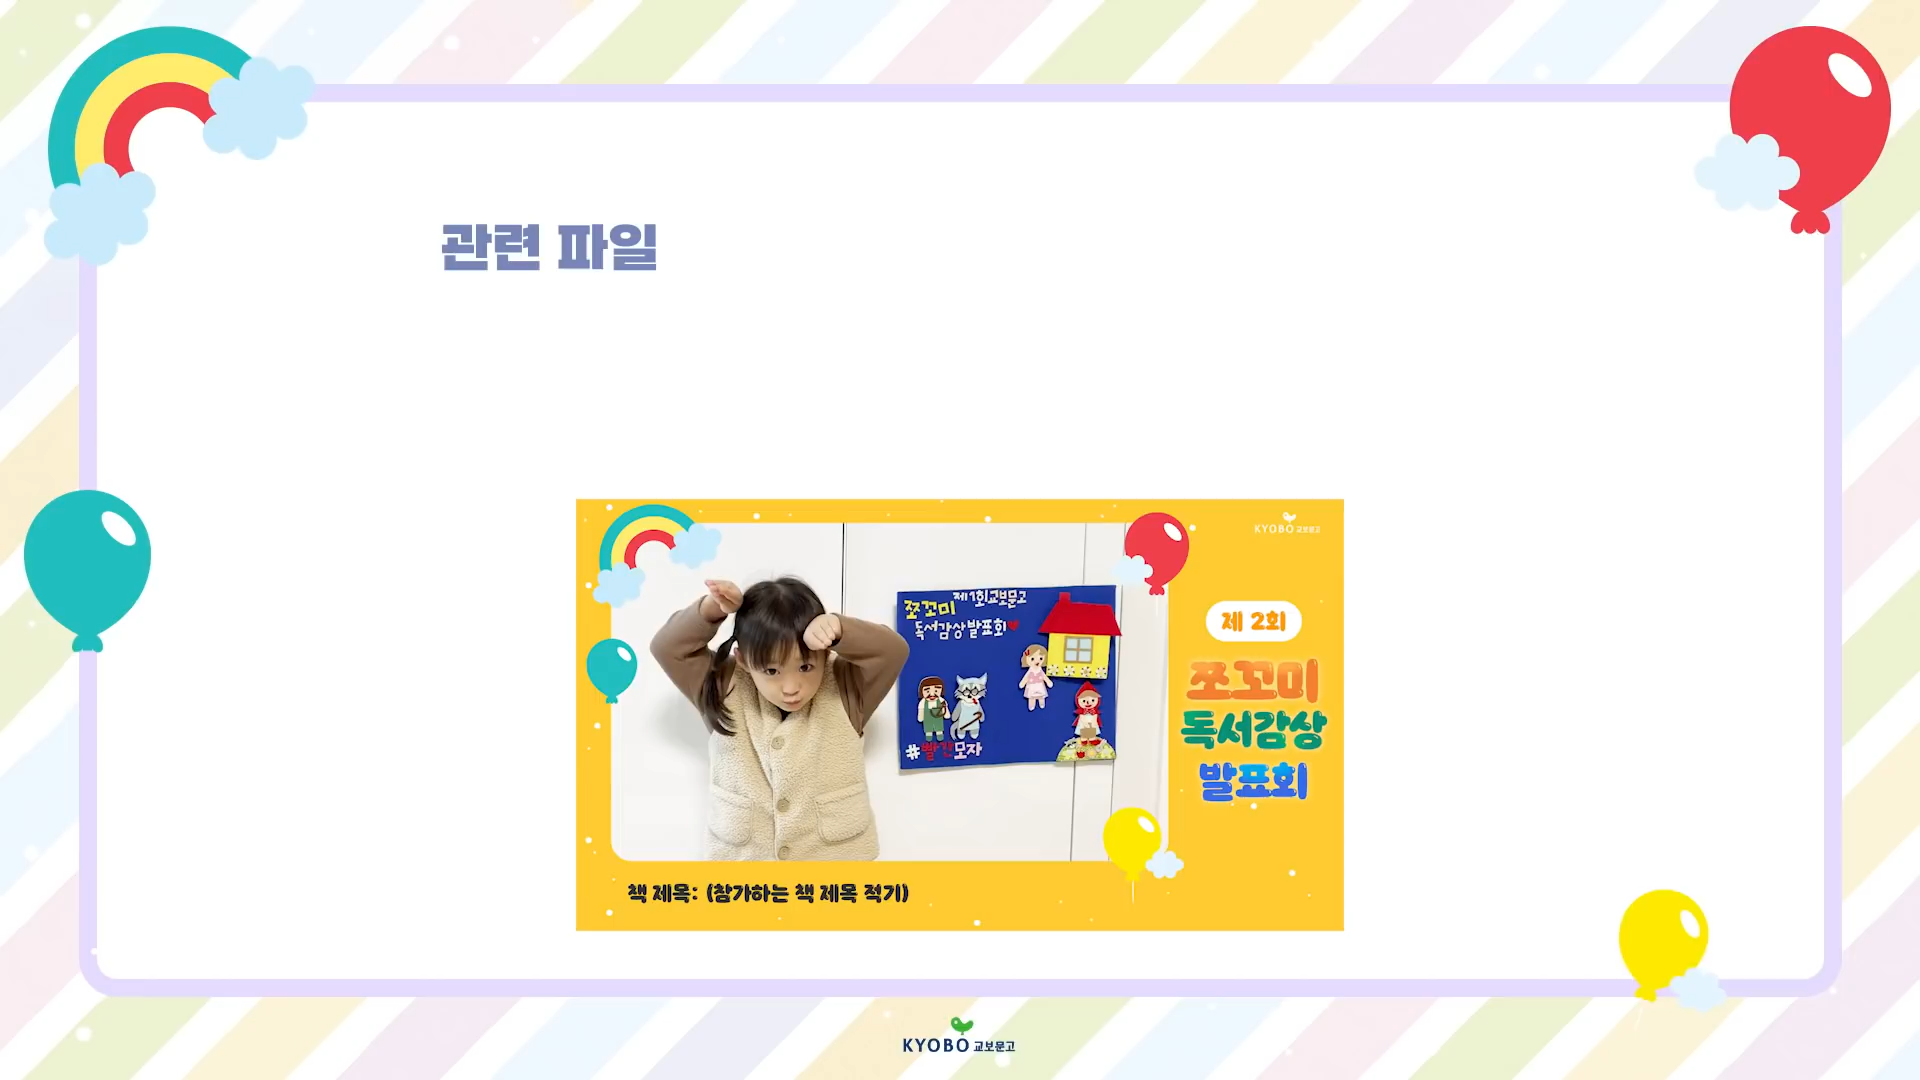 관련 파일
KYOBO 교보문고
쪼꼬미 제1회 교보문고
독서감상발표회
#빨간모자
제 2회
쪼꼬미
독서감상
발표회
책 제목: (참가하는 책 제목 적기)
KYOBO 교보문고